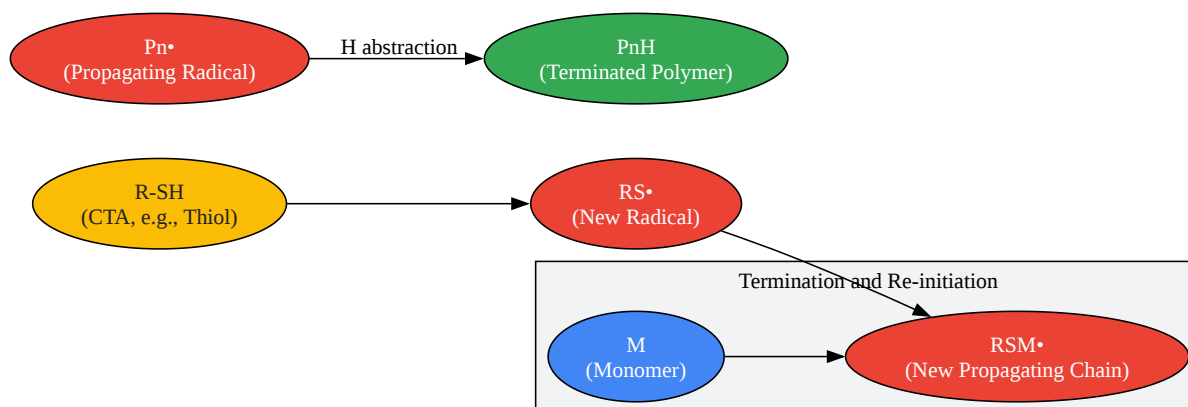 Pn•
(Propagating Radical)
H abstraction
PnH
(Terminated Polymer)
R-SH
(CTA, e.g., Thiol)
RS•
(New Radical)
Termination and Re-initiation
M
(Monomer)
RSM•
(New Propagating Chain)